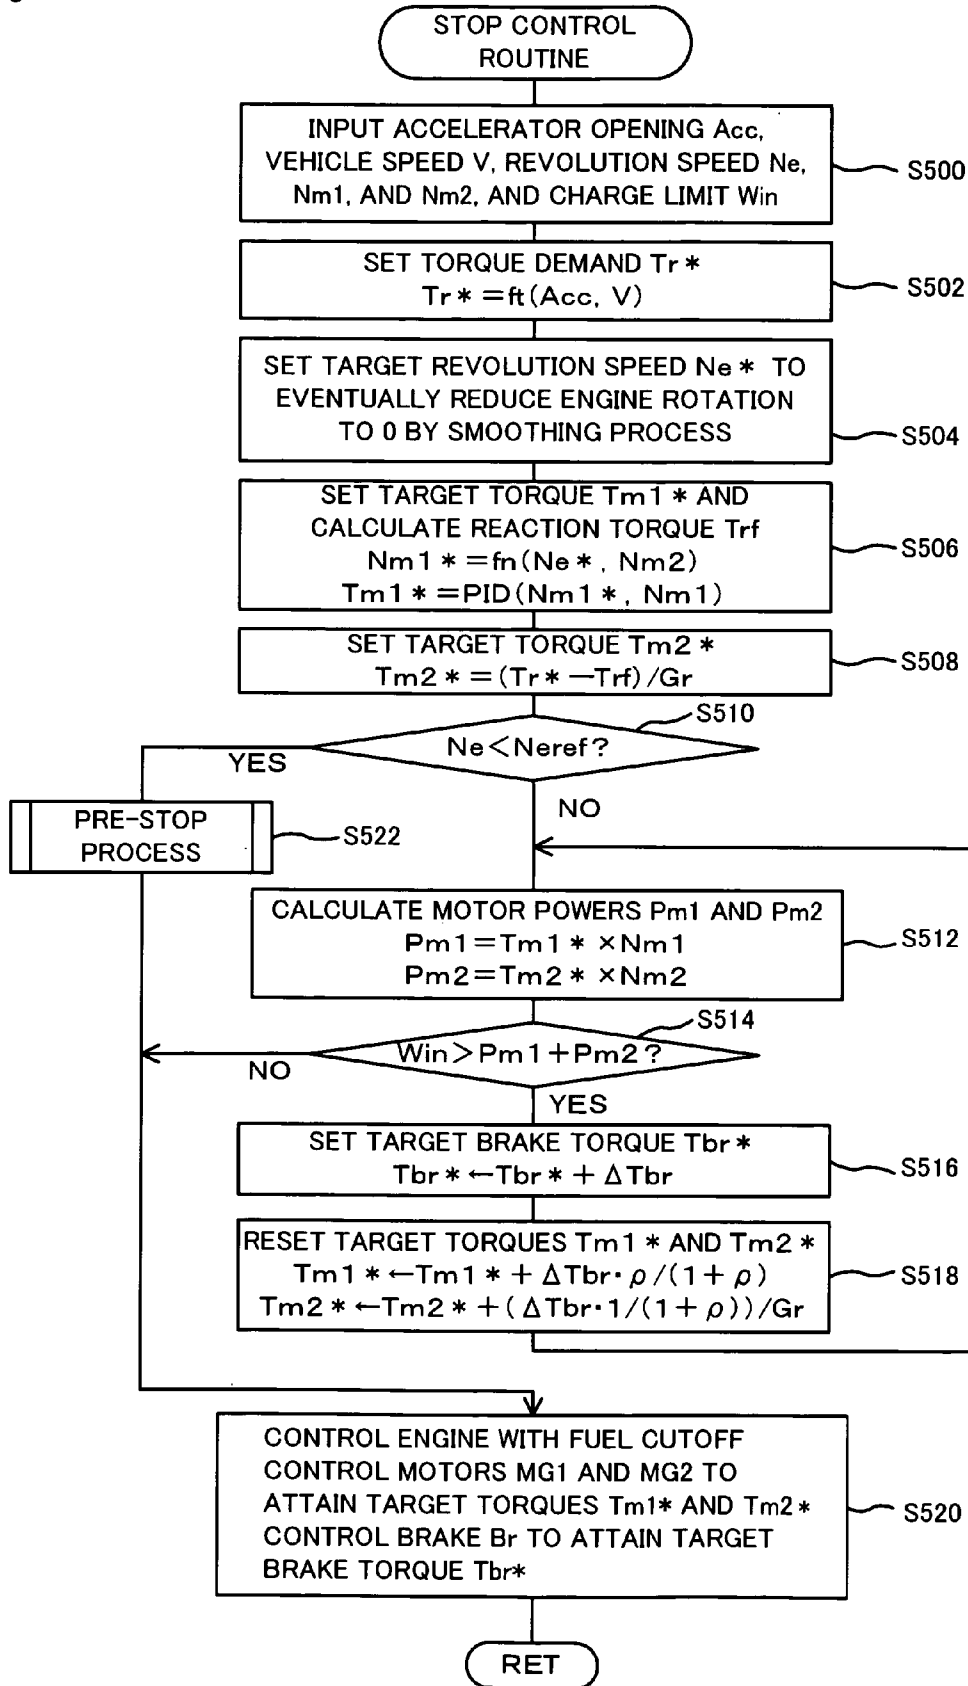 STOP CONTROL
ROUTINE
INPUT ACCELERATOR OPENING Acc,
VEHICLE SPEED V, REVOLUTION SPEED Ne,
Nm1, AND Nm2, AND CHARGE LIMIT Win
S500
SET TORQUE DEMAND Tr*
Tr*=ft(Acc, V)
S502
SET TARGET REVOLUTION SPEED Ne* TO
EVENTUALLY REDUCE ENGINE ROTATION
TO 0 BY SMOOTHING PROCESS
S504
SET TARGET TORQUE Tm1* AND
CALCULATE REACTION TORQUE Trf
Nm1*=fn(Ne*, Nm2)
Tm1*=PID(Nm1*, Nm1)
S506
SET TARGET TORQUE Tm2*
Tm2*=(Tr*−Trf)/Gr
S508
S510
Ne<Neref?
YES
NO
PRE-STOP
PROCESS
S522
CALCULATE MOTOR POWERS Pm1 AND Pm2
Pm1=Tm1*×Nm1
Pm2=Tm2*×Nm2
S512
S514
Win>Pm1+Pm2?
NO
YES
SET TARGET BRAKE TORQUE Tbr*
Tbr*←Tbr*+ΔTbr
S516
RESET TARGET TORQUES Tm1* AND Tm2*
Tm1*←Tm1*+ΔTbr·ρ/(1+ρ)
Tm2*←Tm2*+(ΔTbr·1/(1+ρ))/Gr
S518
CONTROL ENGINE WITH FUEL CUTOFF
CONTROL MOTORS MG1 AND MG2 TO
ATTAIN TARGET TORQUES Tm1* AND Tm2*
CONTROL BRAKE Br TO ATTAIN TARGET
BRAKE TORQUE Tbr*
S520
RET